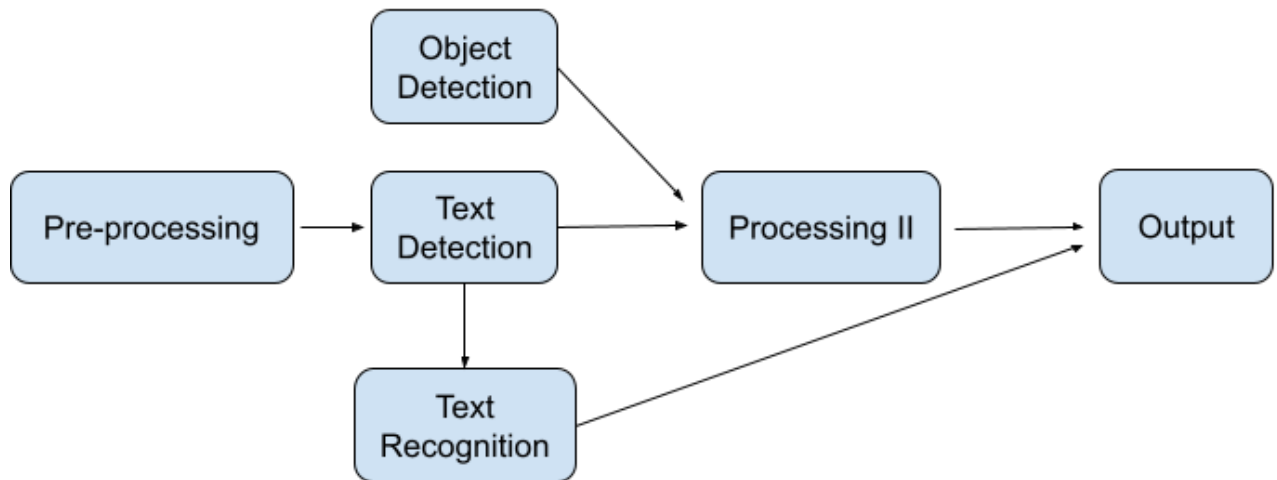 Object
Detection
Pre-processing
Text
Detection
Processing II
Output
Text
Recognition